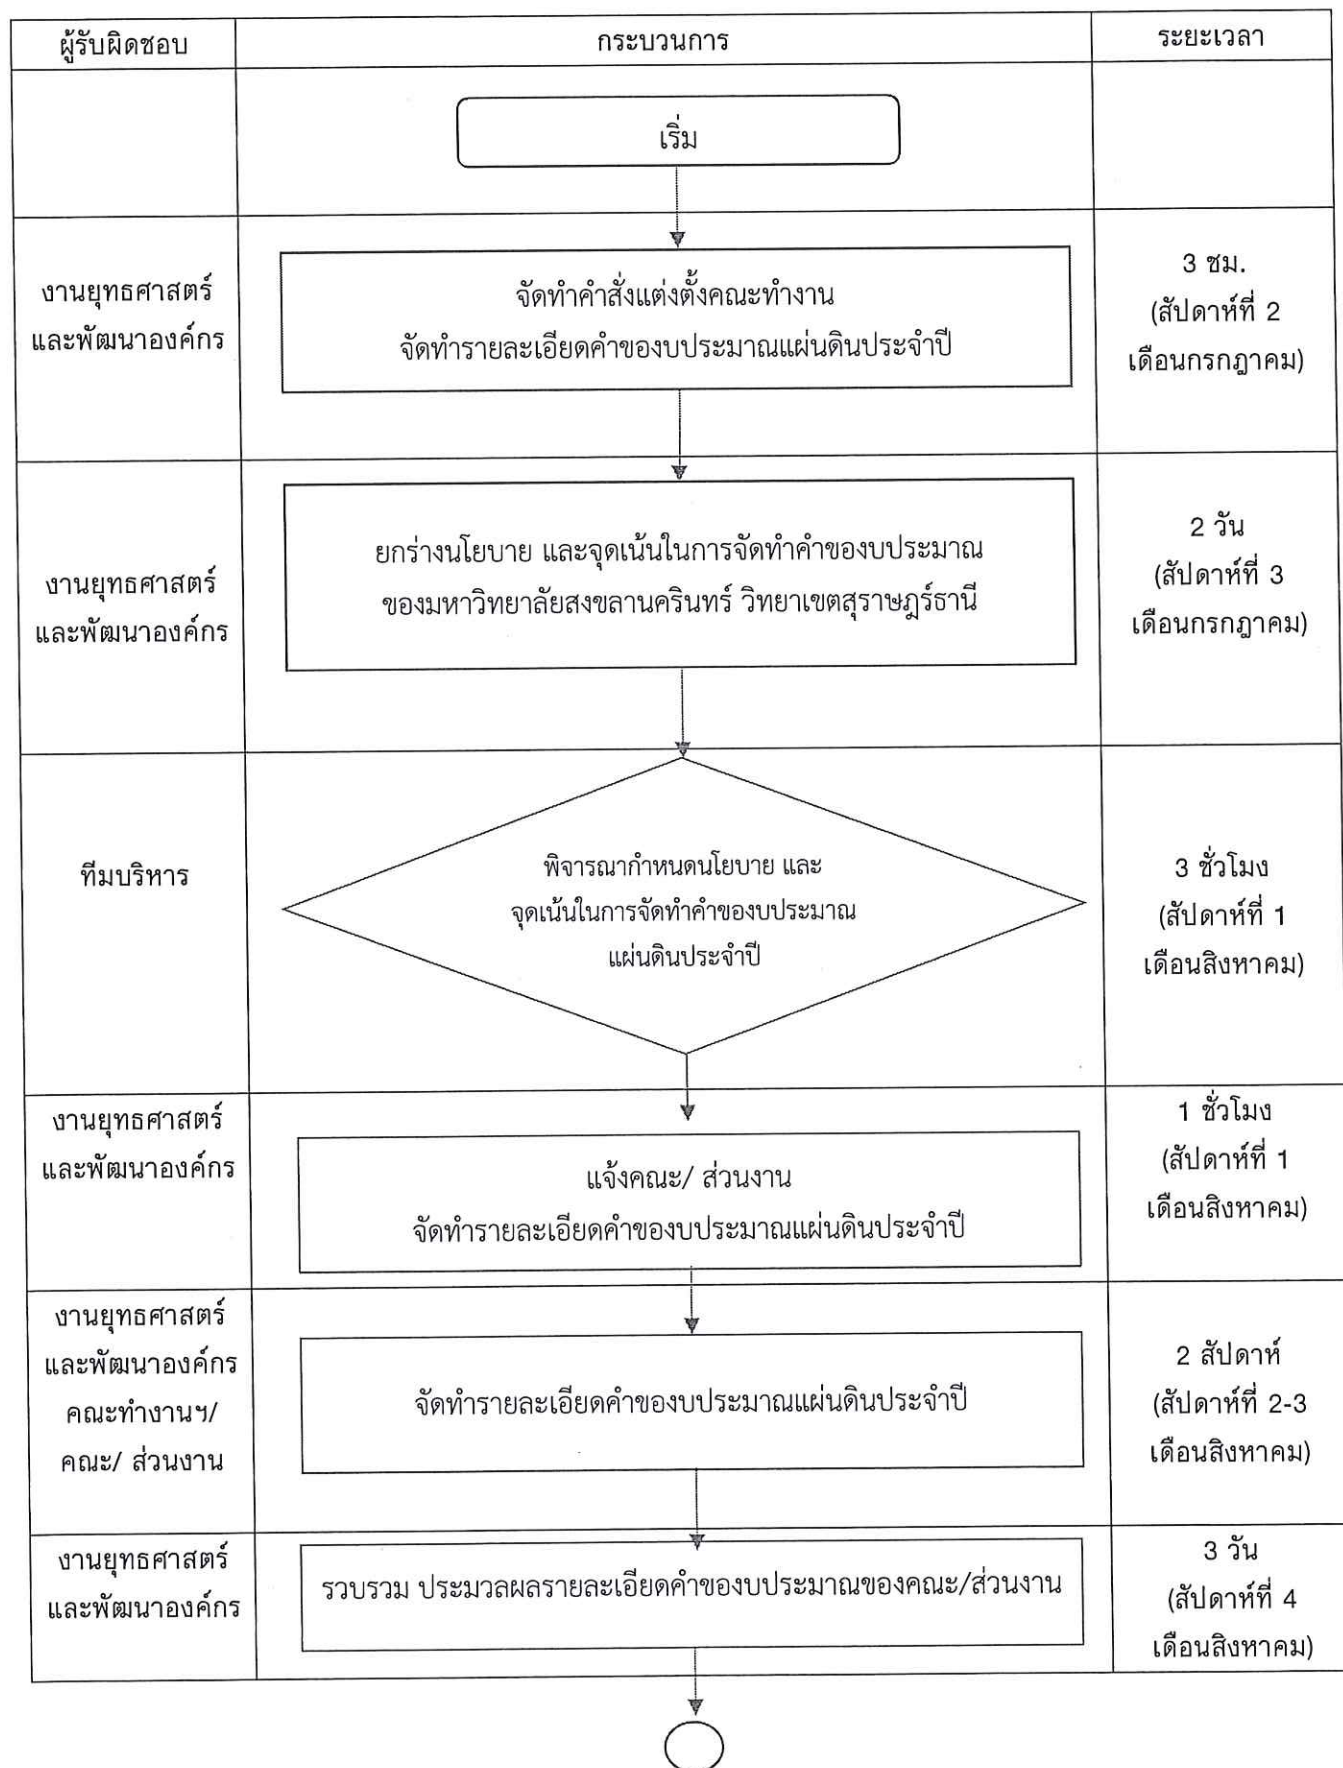 ผู้รับผิดชอบ
กระบวนการ
ระยะเวลา
เริ่ม
งานยุทธศาสตร์
และพัฒนาองค์กร
จัดทำคำสั่งแต่งตั้งคณะทำงาน
จัดทำรายละเอียดคำของบประมาณแผ่นดินประจำปี
3 ชม.
(สัปดาห์ที่ 2
เดือนกรกฎาคม)
งานยุทธศาสตร์
และพัฒนาองค์กร
ยกร่างนโยบาย และจุดเน้นในการจัดทำคำของบประมาณ
ของมหาวิทยาลัยสงขลานครินทร์ วิทยาเขตสุราษฎร์ธานี
2 วัน
(สัปดาห์ที่ 3
เดือนกรกฎาคม)
ทีมบริหาร
พิจารณากำหนดนโยบาย และ
จุดเน้นในการจัดทำคำของบประมาณ
แผ่นดินประจำปี
3 ชั่วโมง
(สัปดาห์ที่ 1
เดือนสิงหาคม)
งานยุทธศาสตร์
และพัฒนาองค์กร
แจ้งคณะ/ ส่วนงาน
จัดทำรายละเอียดคำของบประมาณแผ่นดินประจำปี
1 ชั่วโมง
(สัปดาห์ที่ 1
เดือนสิงหาคม)
งานยุทธศาสตร์
และพัฒนาองค์กร
คณะทำงานฯ/
คณะ/ ส่วนงาน
จัดทำรายละเอียดคำของบประมาณแผ่นดินประจำปี
2 สัปดาห์
(สัปดาห์ที่ 2-3
เดือนสิงหาคม)
งานยุทธศาสตร์
และพัฒนาองค์กร
รวบรวม ประมวลผลรายละเอียดคำของบประมาณของคณะ/ส่วนงาน
3 วัน
(สัปดาห์ที่ 4
เดือนสิงหาคม)